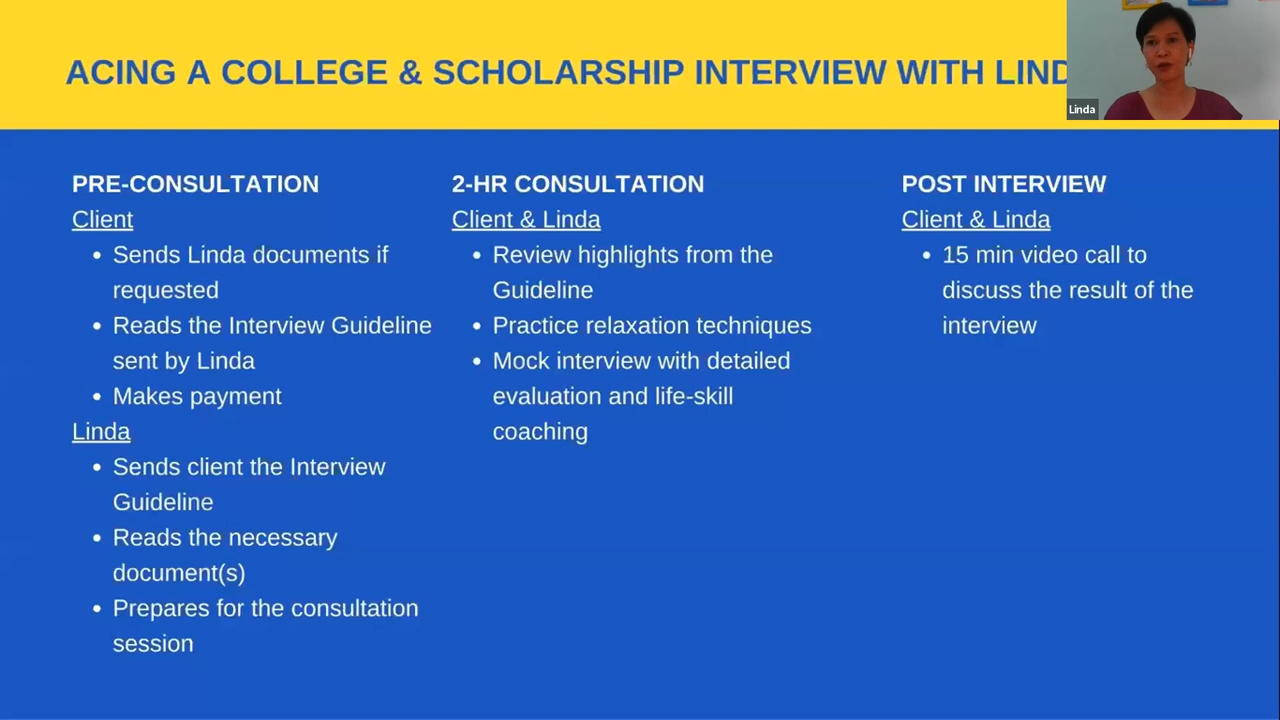 ACING A COLLEGE & SCHOLARSHIP INTERVIEW WITH
Linda
PRE-CONSULTATION
Client
• Sends Linda documents if
requested
• Reads the Interview Guideline
sent by Linda
• Makes payment
Linda
• Sends client the Interview
Guideline
• Reads the necessary
document(s)
• Prepares for the consultation
session
2-HR CONSULTATION
Client & Linda
• Review highlights from the
Guideline
• Practice relaxation techniques
• Mock interview with detailed
evaluation and life-skill
coaching
POST INTERVIEW
Client & Linda
• 15 min video call to
discuss the result of the
interview